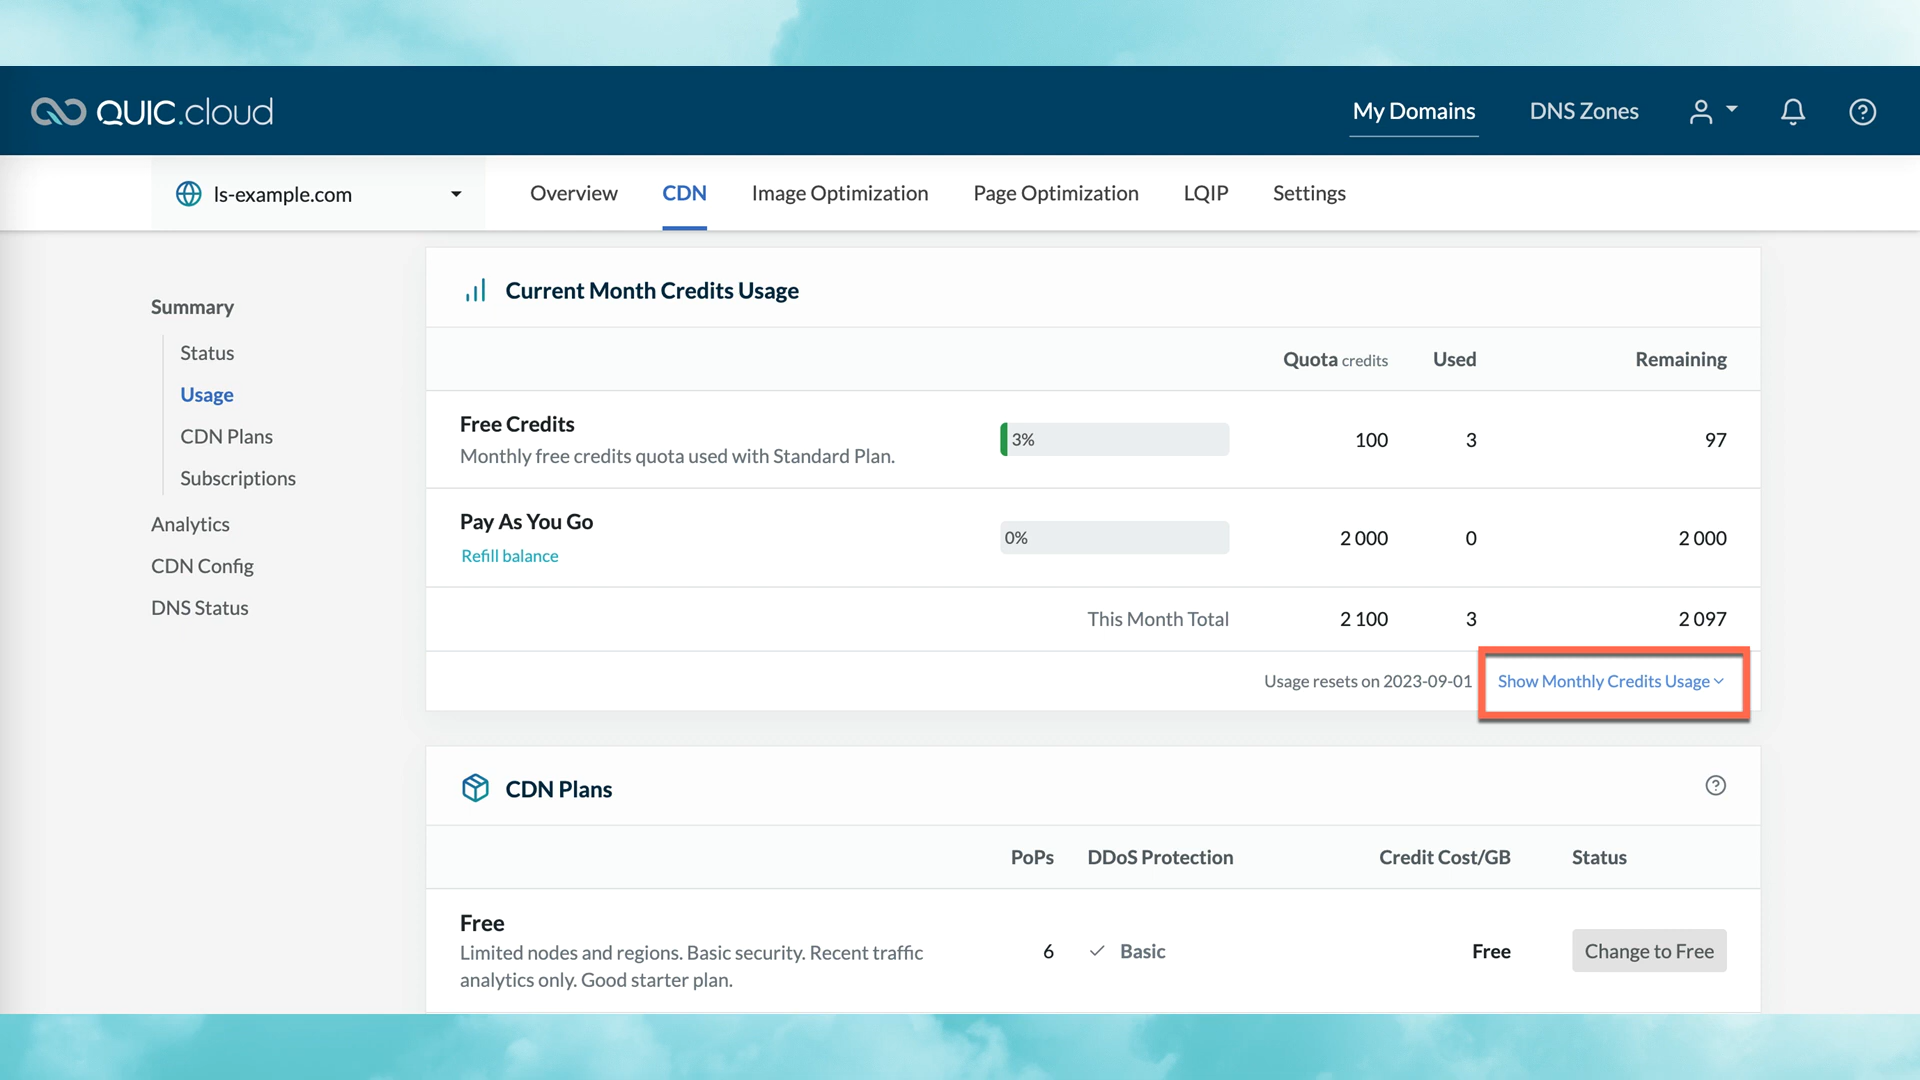 QUIC.cloud
My Domains
DNS Zones
ls-example.com
Overview
CDN
Image Optimization
Page Optimization
LQIP
Settings
Summary
Status
Usage
CDN Plans
Subscriptions
Analytics
CDN Config
DNS Status
Current Month Credits Usage
Quota credits Used Remaining
Free Credits
Monthly free credits quota used with Standard Plan.
3% 100 3 97
Pay As You Go
Refill balance
0% 2 000 0 2 000
This Month Total 2 100 3 2 097
Usage resets on 2023-09-01 Show Monthly Credits Usage
CDN Plans
?
PoPs DDoS Protection Credit Cost/GB Status
Free
Limited nodes and regions. Basic security. Recent traffic
analytics only. Good starter plan.
6 Basic Free Change to Free